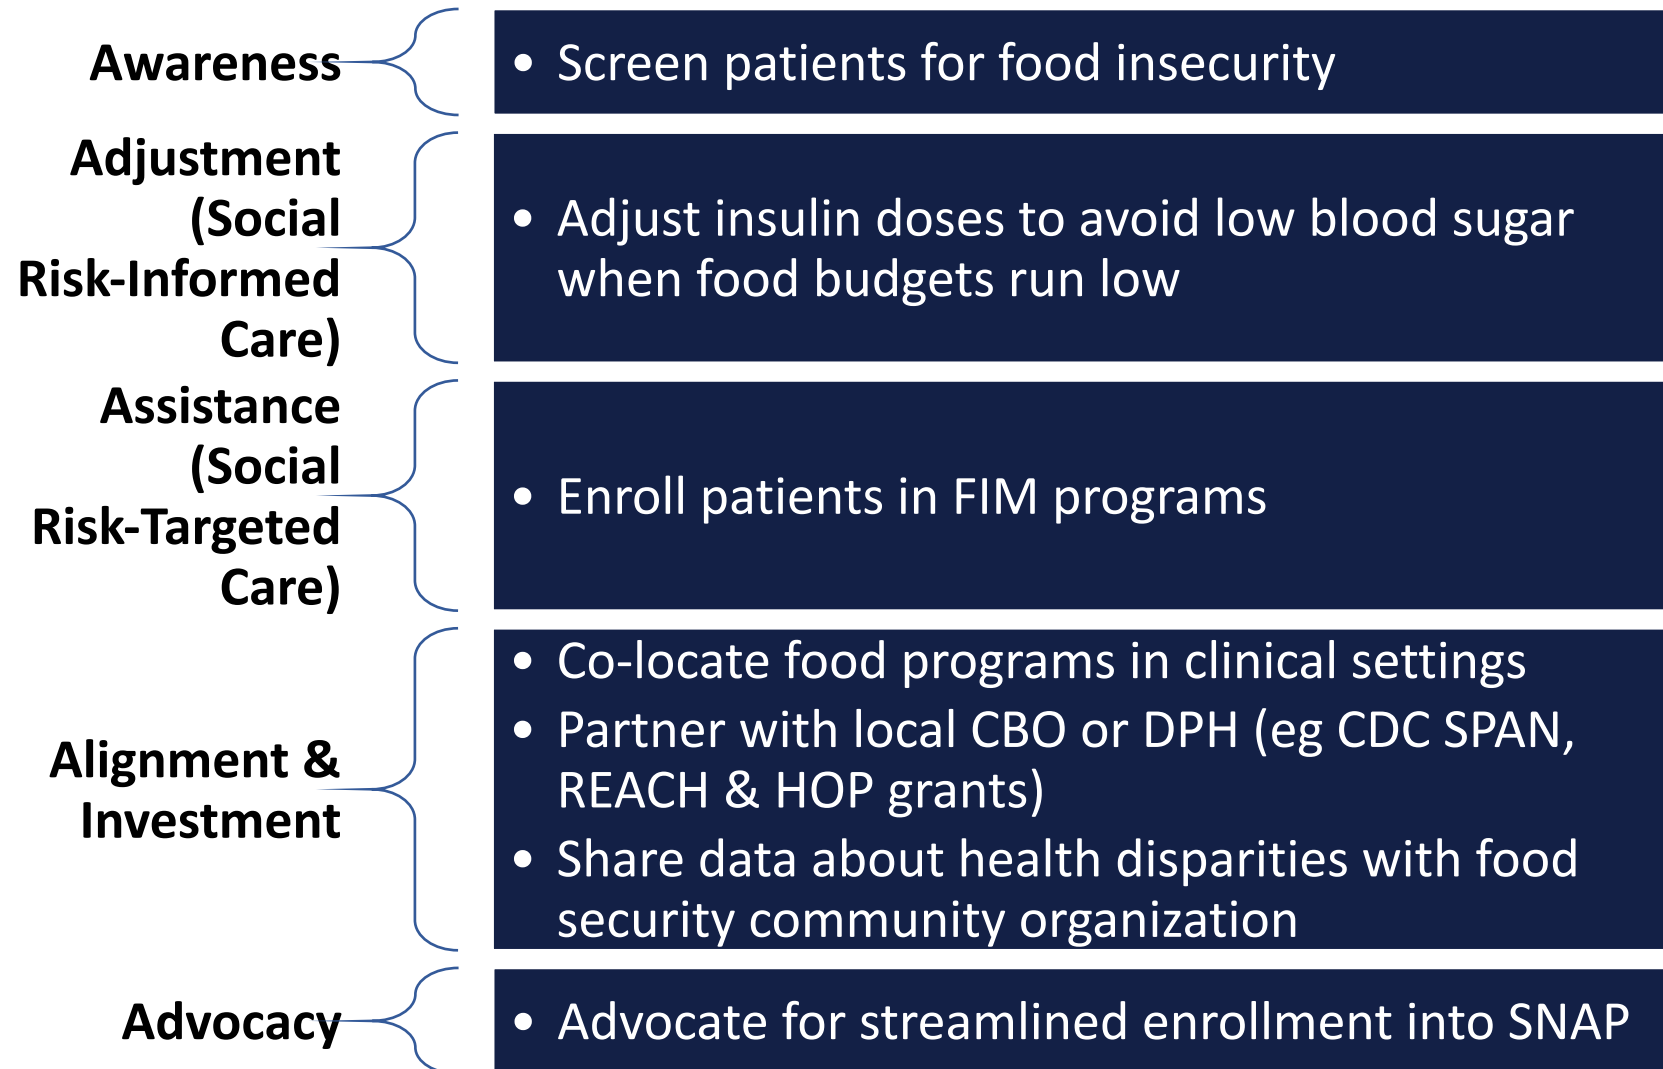 Awareness
• Screen patients for food insecurity
Adjustment
(Social
Risk-Informed
Care)
• Adjust insulin doses to avoid low blood sugar
when food budgets run low
Assistance
(Social
Risk-Targeted
Care)
• Enroll patients in FIM programs
Alignment &
Investment
• Co-locate food programs in clinical settings
• Partner with local CBO or DPH (eg CDC SPAN,
REACH & HOP grants)
• Share data about health disparities with food
security community organization
Advocacy
• Advocate for streamlined enrollment into SNAP